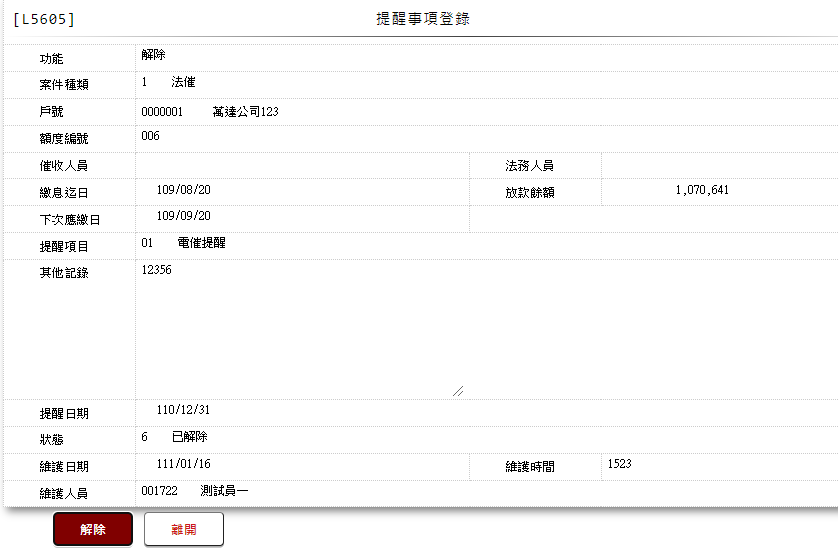 [L5605] 提醒事項登錄
功能 解除
案件種類 1 法催
戶號 0000001 萬達公司123
額度編號 006
催收人員 法務人員
繳息迄日 109/08/20 放款餘額 1,070,641
下次應繳日 109/09/20
提醒項目 01 電催提醒
其他記錄 12356
提醒日期 110/12/31
狀態 6 已解除
維護日期 111/01/16 維護時間 1523
維護人員 001722 測試員一
解除 離開